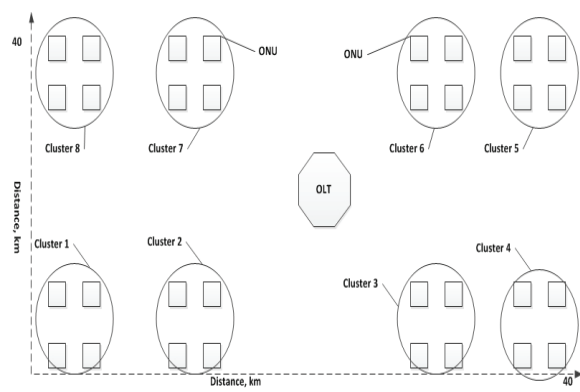 40
ONU
ONU
Cluster 8
Cluster 7
Cluster 6
Cluster 5
OLT
Distance, km
Cluster 1
Cluster 2
Cluster 3
Cluster 4
Distance, km
40